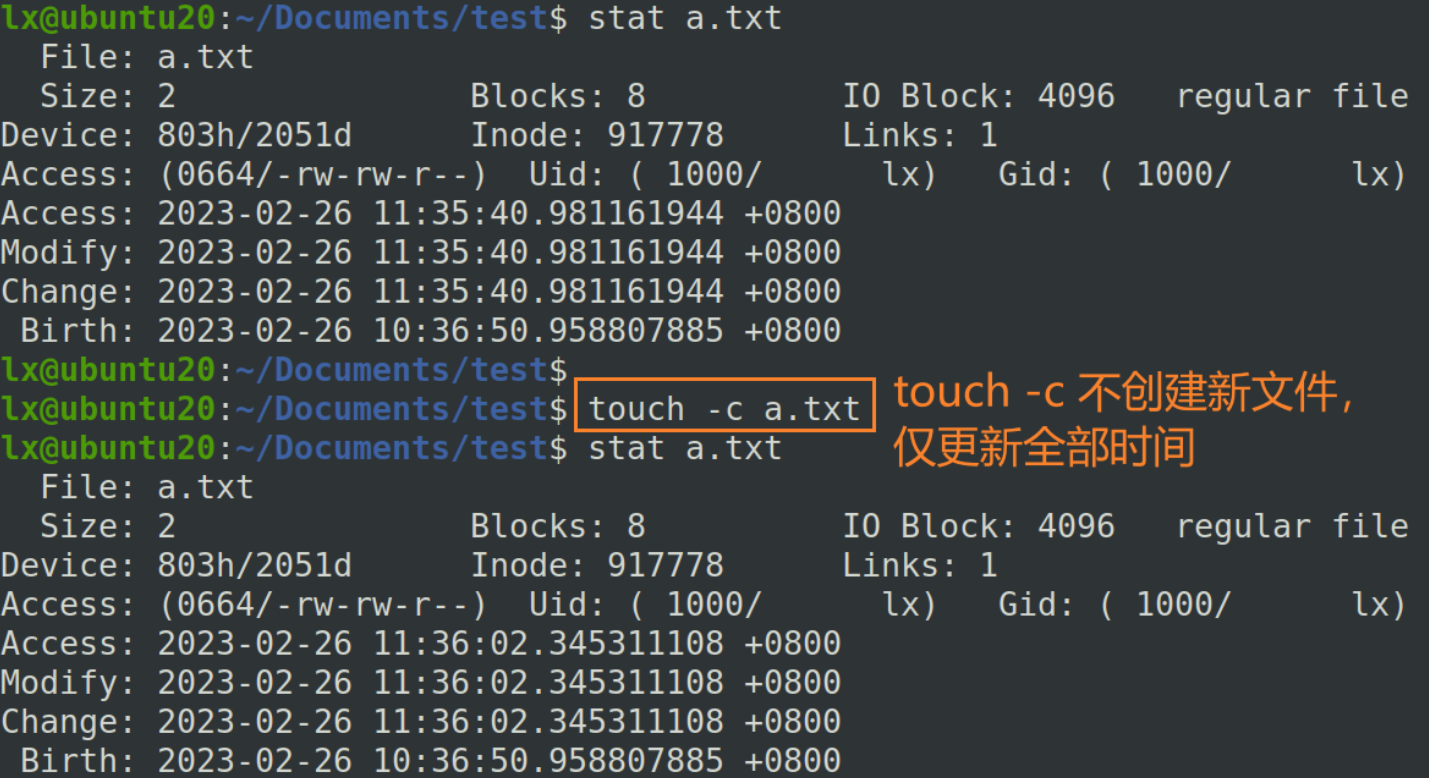 lx@ubuntu20:~/Documents/test$ stat a.txt
  File: a.txt
  Size: 2               Blocks: 8          IO Block: 4096   regular file
Device: 803h/2051d      Inode: 917778      Links: 1
Access: (0664/-rw-rw-r--)  Uid: ( 1000/      lx)   Gid: ( 1000/      lx)
Access: 2023-02-26 11:35:40.981161944 +0800
Modify: 2023-02-26 11:35:40.981161944 +0800
Change: 2023-02-26 11:35:40.981161944 +0800
 Birth: 2023-02-26 10:36:50.958807885 +0800
lx@ubuntu20:~/Documents/test$
lx@ubuntu20:~/Documents/test$ touch -c a.txt
touch -c 不创建新文件,
仅更新全部时间
lx@ubuntu20:~/Documents/test$ stat a.txt
  File: a.txt
  Size: 2               Blocks: 8          IO Block: 4096   regular file
Device: 803h/2051d      Inode: 917778      Links: 1
Access: (0664/-rw-rw-r--)  Uid: ( 1000/      lx)   Gid: ( 1000/      lx)
Access: 2023-02-26 11:36:02.345311108 +0800
Modify: 2023-02-26 11:36:02.345311108 +0800
Change: 2023-02-26 11:36:02.345311108 +0800
 Birth: 2023-02-26 10:36:50.958807885 +0800